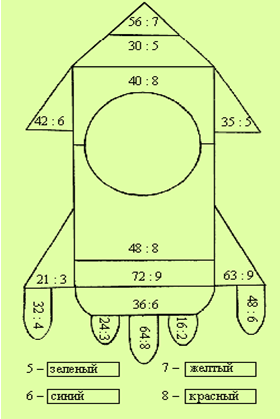 56 : 7
30 : 5
40 : 8
42 : 6
35 : 5
48 : 8
21 : 3
72 : 9
63 : 9
32 : 4
36:6
48 : 6
24:3
16:2
64:8
5 – зеленый
7 – желтый
6 – синий
8 – красный